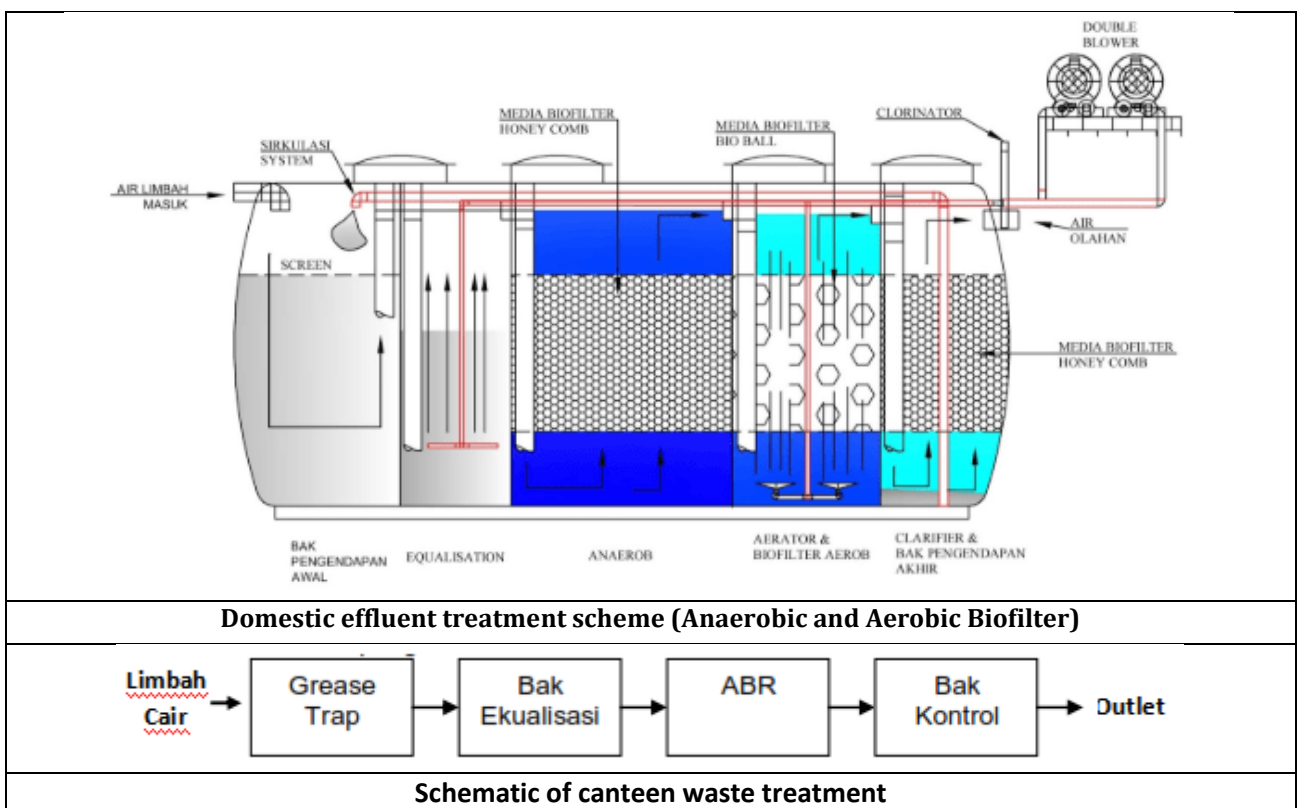 DOUBLE
BLOWER
MEDIA BIOFILTER
HONEY COMB
MEDIA BIOFILTER
BIO BALL
CLORINATOR
SIRKULASI
SYSTEM
AIR LIMBAH
MASUK
AIR
OLAHAN
SCREEN
MEDIA BIOFILTER
HONEY COMB
BAK
PENGENDAPAN
AWAL
EQUALISATION
ANAEROB
AERATOR &
BIOFILTER AEROB
CLARIFIER &
BAK PENGENDAPAN
AKHIR
Domestic effluent treatment scheme (Anaerobic and Aerobic Biofilter)
Limbah
Cair
Grease
Trap
Bak
Ekualisasi
ABR
Bak
Kontrol
Outlet
Schematic of canteen waste treatment